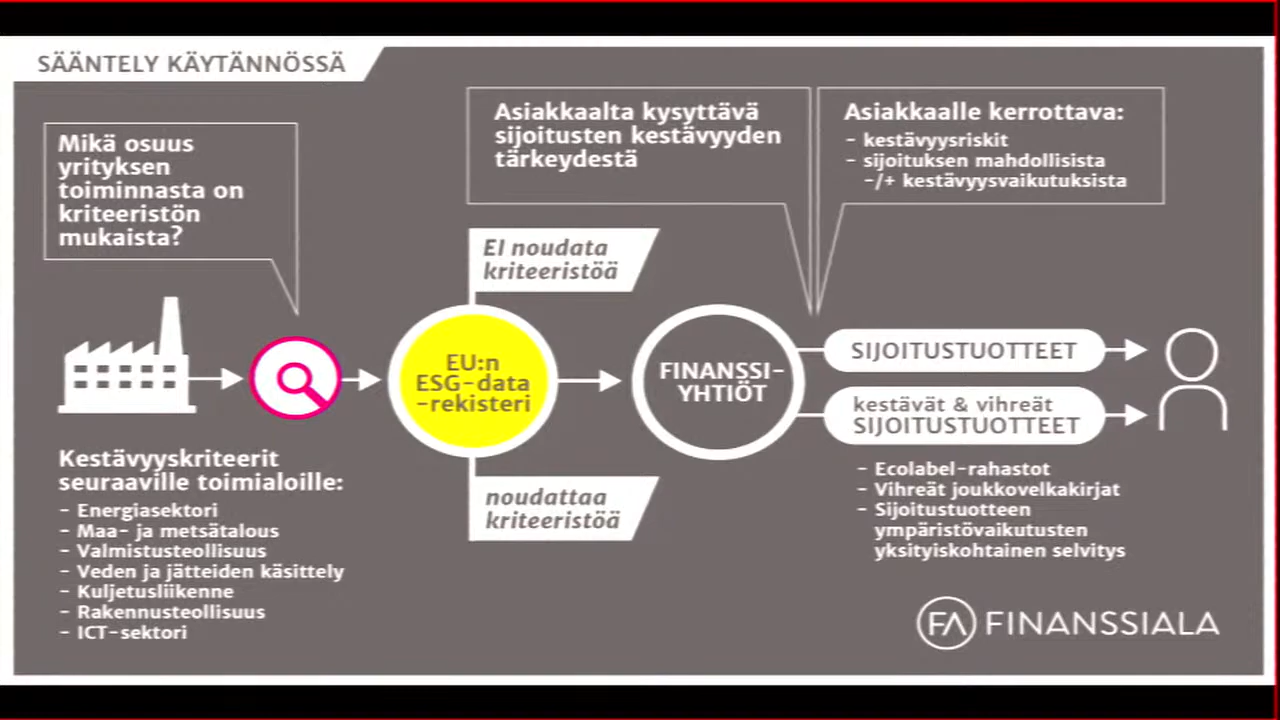 SÄÄNTELY KÄYTÄNNÖSSÄ
Mikä osuus
yrityksen
toiminnasta on
kriteeristön
mukaista?
Asiakkaalta kysyttävä
sijoitusten kestävyyden
tärkeydestä
Asiakkaalle kerrottava:
- kestävyysriskit
- sijoituksen mahdollisista
-/+ kestävyysvaikutuksista
EI noudata
kriteeristöä
EU:n
ESG-data
-rekisteri
noudattaa
kriteeristöä
FINANSSI-
YHTIÖT
SIJOITUSTUOTTEET
kestävät & vihreät
SIJOITUSTUOTTEET
Kestävyyskriteerit
seuraaville toimialoille:
- Energiasektori
- Maa- ja metsätalous
- Valmistusteollisuus
- Veden ja jätteiden käsittely
- Kuljetusliikenne
- Rakennusteollisuus
- ICT-sektori
- Ecolabel-rahastot
- Vihreät joukkovelkakirjat
- Sijoitustuotteen
ympäristövaikutusten
yksityiskohtainen selvitys
FA FINANSSIALA